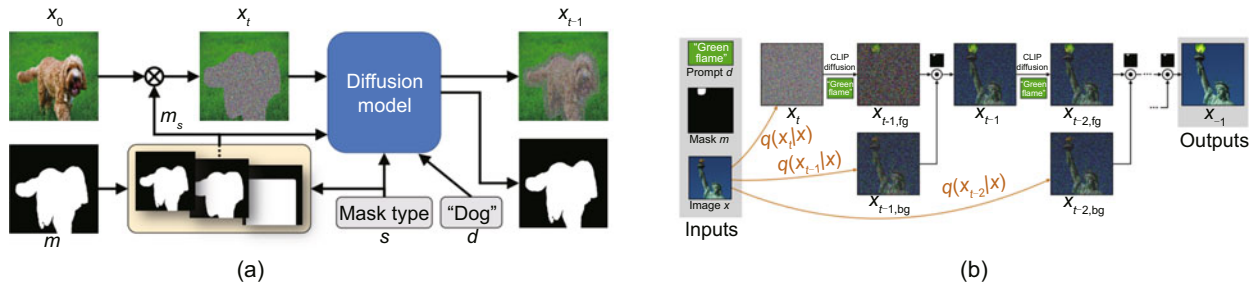 x₀
xₜ
xₜ₋₁
Diffusion
model
mₛ
m
Mask type
s
"Dog"
d
(a)
"Green
flame"
Prompt d
Mask m
Image x
Inputs
xₜ
CLIP
diffusion
"Green
flame"
xₜ₋₁,fg
xₜ₋₁
CLIP
diffusion
"Green
flame"
xₜ₋₂,fg
x₋₁
Outputs
q(xₜ|x)
q(xₜ₋₁|x)
q(xₜ₋₂|x)
xₜ₋₁,bg
xₜ₋₂,bg
(b)